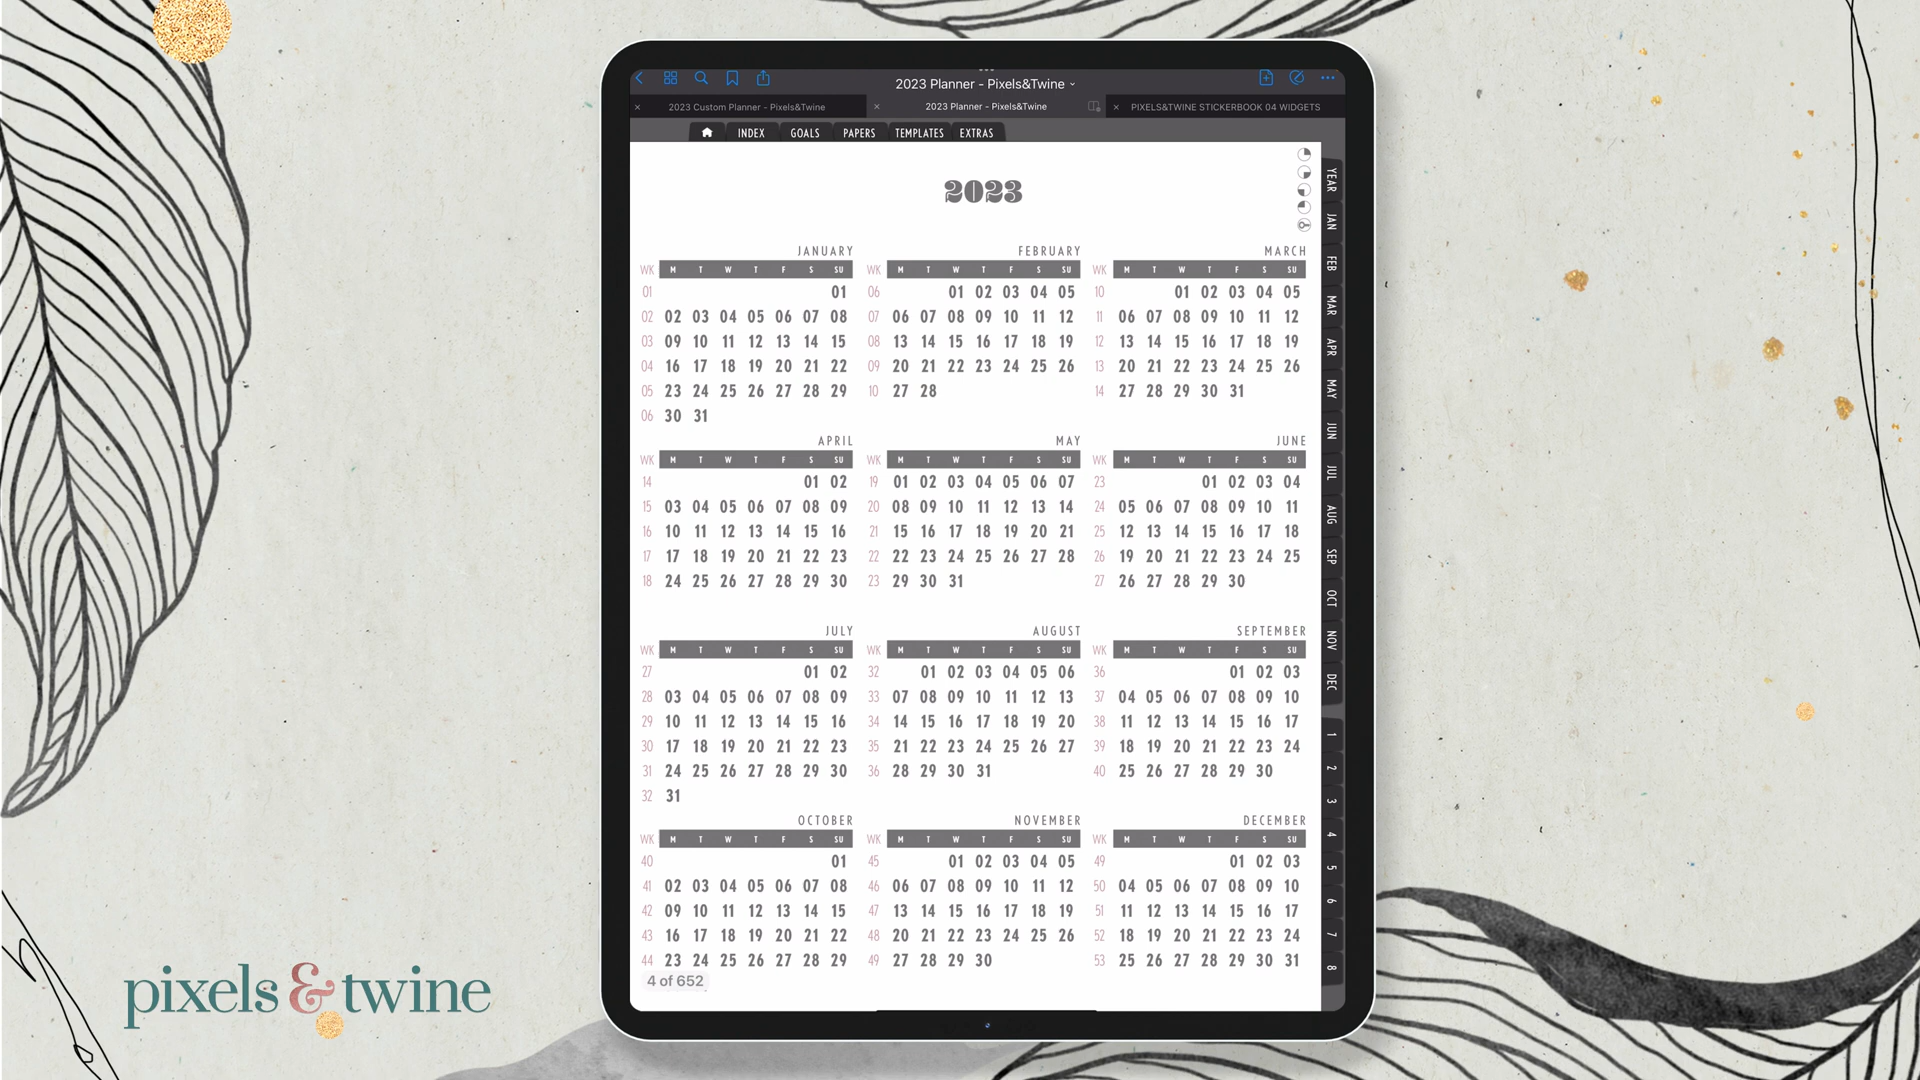 2023 Planner - Pixels&Twine
2023 Custom Planner - Pixels&Twine
2023 Planner - Pixels&Twine
PIXELS&TWINE STICKERBOOK 04 WIDGETS
INDEX GOALS PAPERS TEMPLATES EXTRAS
2023
JANUARY
WK M T W T F S SU
01 01
02 02 03 04 05 06 07 08
03 09 10 11 12 13 14 15
04 16 17 18 19 20 21 22
05 23 24 25 26 27 28 29
06 30 31
FEBRUARY
WK M T W T F S SU
06 01 02 03 04 05
07 06 07 08 09 10 11 12
08 13 14 15 16 17 18 19
09 20 21 22 23 24 25 26
10 27 28
MARCH
WK M T W T F S SU
10 01 02 03 04 05
11 06 07 08 09 10 11 12
12 13 14 15 16 17 18 19
13 20 21 22 23 24 25 26
14 27 28 29 30 31
APRIL
WK M T W T F S SU
14 01 02
15 03 04 05 06 07 08 09
16 10 11 12 13 14 15 16
17 17 18 19 20 21 22 23
18 24 25 26 27 28 29 30
MAY
WK M T W T F S SU
19 01 02 03 04 05 06 07
20 08 09 10 11 12 13 14
21 15 16 17 18 19 20 21
22 22 23 24 25 26 27 28
23 29 30 31
JUNE
WK M T W T F S SU
23 01 02 03 04
24 05 06 07 08 09 10 11
25 12 13 14 15 16 17 18
26 19 20 21 22 23 24 25
27 26 27 28 29 30
JULY
WK M T W T F S SU
27 01 02
28 03 04 05 06 07 08 09
29 10 11 12 13 14 15 16
30 17 18 19 20 21 22 23
31 24 25 26 27 28 29 30
32 31
AUGUST
WK M T W T F S SU
32 01 02 03 04 05 06
33 07 08 09 10 11 12 13
34 14 15 16 17 18 19 20
35 21 22 23 24 25 26 27
36 28 29 30 31
SEPTEMBER
WK M T W T F S SU
36 01 02 03
37 04 05 06 07 08 09 10
38 11 12 13 14 15 16 17
39 18 19 20 21 22 23 24
40 25 26 27 28 29 30
OCTOBER
WK M T W T F S SU
40 01
41 02 03 04 05 06 07 08
42 09 10 11 12 13 14 15
43 16 17 18 19 20 21 22
44 23 24 25 26 27 28 29
NOVEMBER
WK M T W T F S SU
45 01 02 03 04 05
46 06 07 08 09 10 11 12
47 13 14 15 16 17 18 19
48 20 21 22 23 24 25 26
49 27 28 29 30
DECEMBER
WK M T W T F S SU
49 01 02 03
50 04 05 06 07 08 09 10
51 11 12 13 14 15 16 17
52 18 19 20 21 22 23 24
53 25 26 27 28 29 30 31
4 of 652
YEAR
JAN
FEB
MAR
APR
MAY
JUN
JUL
AUG
SEP
OCT
NOV
DEC
1
2
3
4
5
6
7
8
pixels & twine